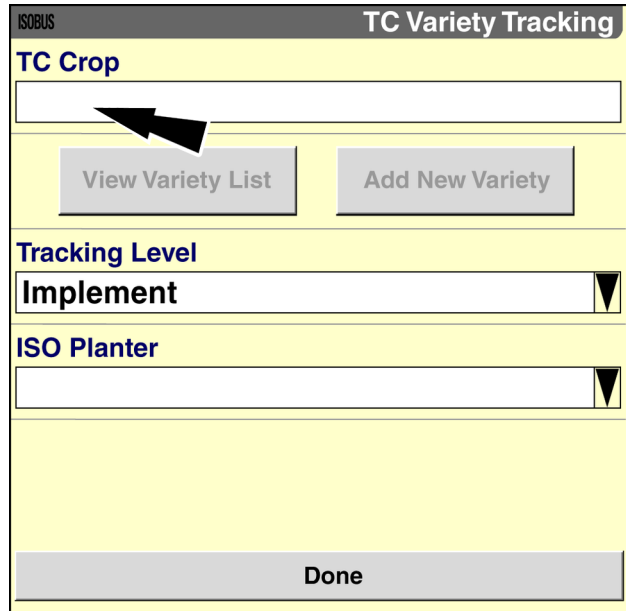 ISOBUS TC Variety Tracking
TC Crop
View Variety List Add New Variety
Tracking Level
Implement
ISO Planter
Done